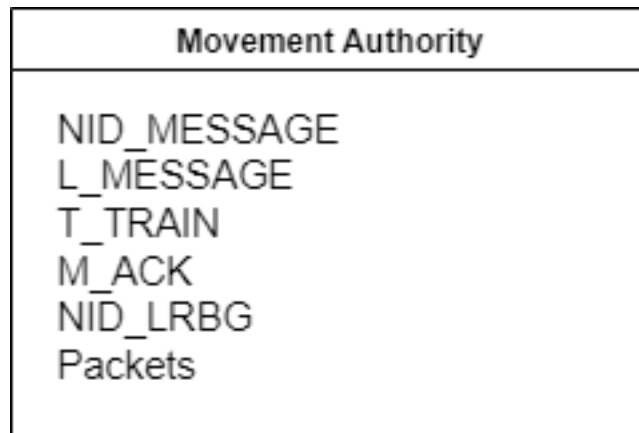 Movement Authority
NID_MESSAGE
L_MESSAGE
T_TRAIN
M_ACK
NID_LRBG
Packets